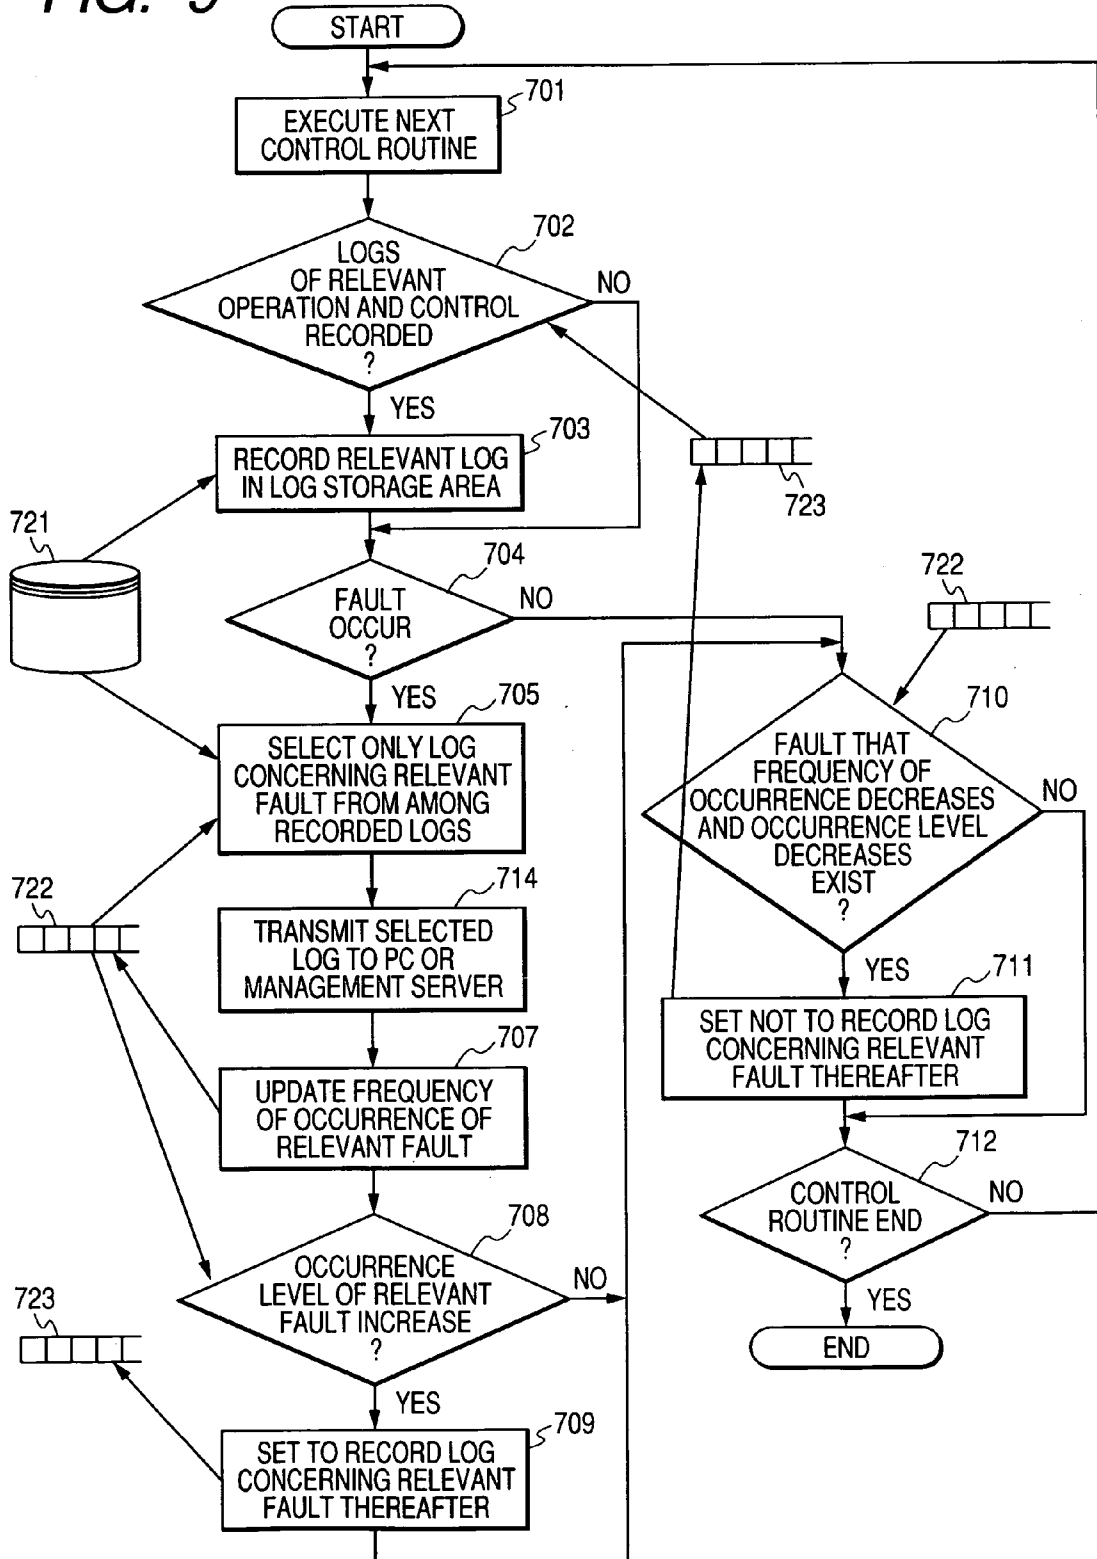 FIG. 9
START
701
EXECUTE NEXT
CONTROL ROUTINE
702
LOGS
OF RELEVANT
OPERATION AND CONTROL
RECORDED
?
NO
YES
703
RECORD RELEVANT LOG
IN LOG STORAGE AREA
723
721
704
FAULT
OCCUR
?
NO
YES
722
705
SELECT ONLY LOG
CONCERNING RELEVANT
FAULT FROM AMONG
RECORDED LOGS
710
FAULT THAT
FREQUENCY OF
OCCURRENCE DECREASES
AND OCCURRENCE LEVEL
DECREASES
EXIST
?
NO
YES
722
714
TRANSMIT SELECTED
LOG TO PC OR
MANAGEMENT SERVER
711
SET NOT TO RECORD LOG
CONCERNING RELEVANT
FAULT THEREAFTER
707
UPDATE FREQUENCY
OF OCCURRENCE OF
RELEVANT FAULT
712
CONTROL
ROUTINE END
?
NO
YES
END
708
OCCURRENCE
LEVEL OF RELEVANT
FAULT INCREASE
?
NO
YES
723
709
SET TO RECORD LOG
CONCERNING RELEVANT
FAULT THEREAFTER